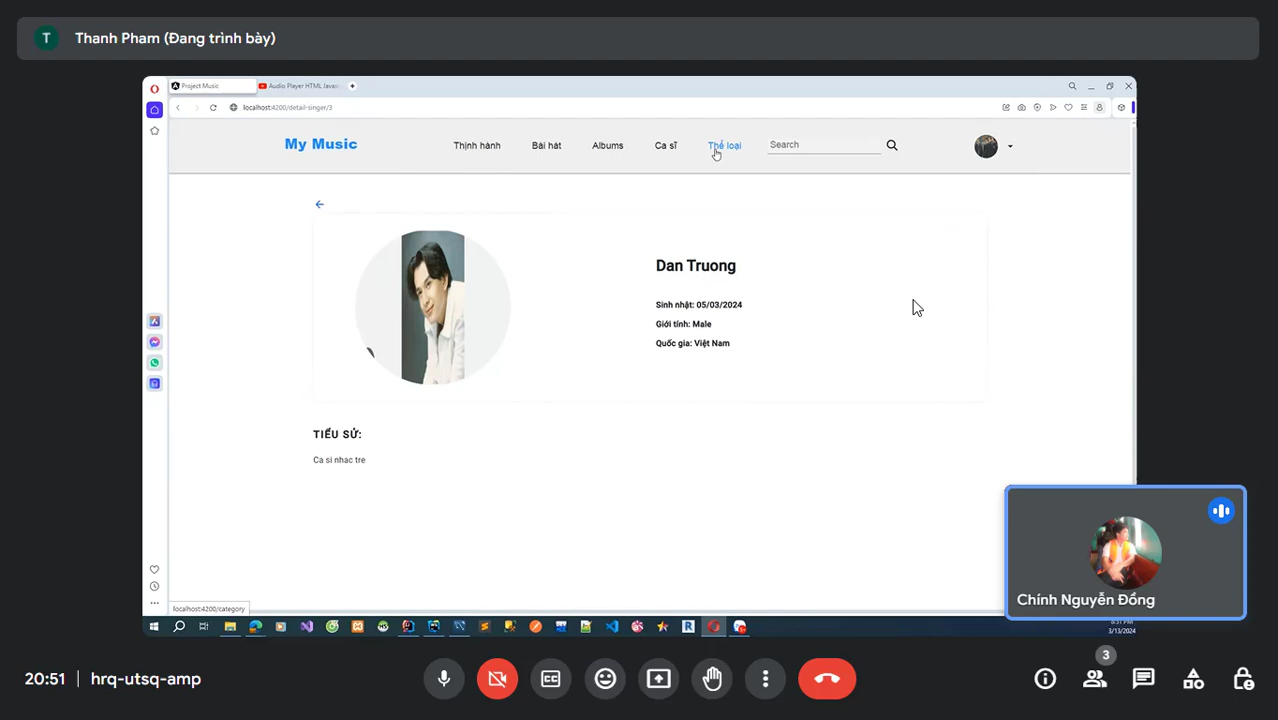 T Thanh Pham (Đang trình bày)
Project Music
Audio Player HTML Javas
localhost:4200/detail-singer/3
My Music
Thịnh hành
Bài hát
Albums
Ca sĩ
Thể loại
Search
Dan Truong
Sinh nhật: 05/03/2024
Giới tính: Male
Quốc gia: Việt Nam
TIỂU SỬ:
Ca si nhac tre
Chính Nguyễn Đồng
localhost:4200/category
3/13/2024
20:51 | hrq-utsq-amp
3